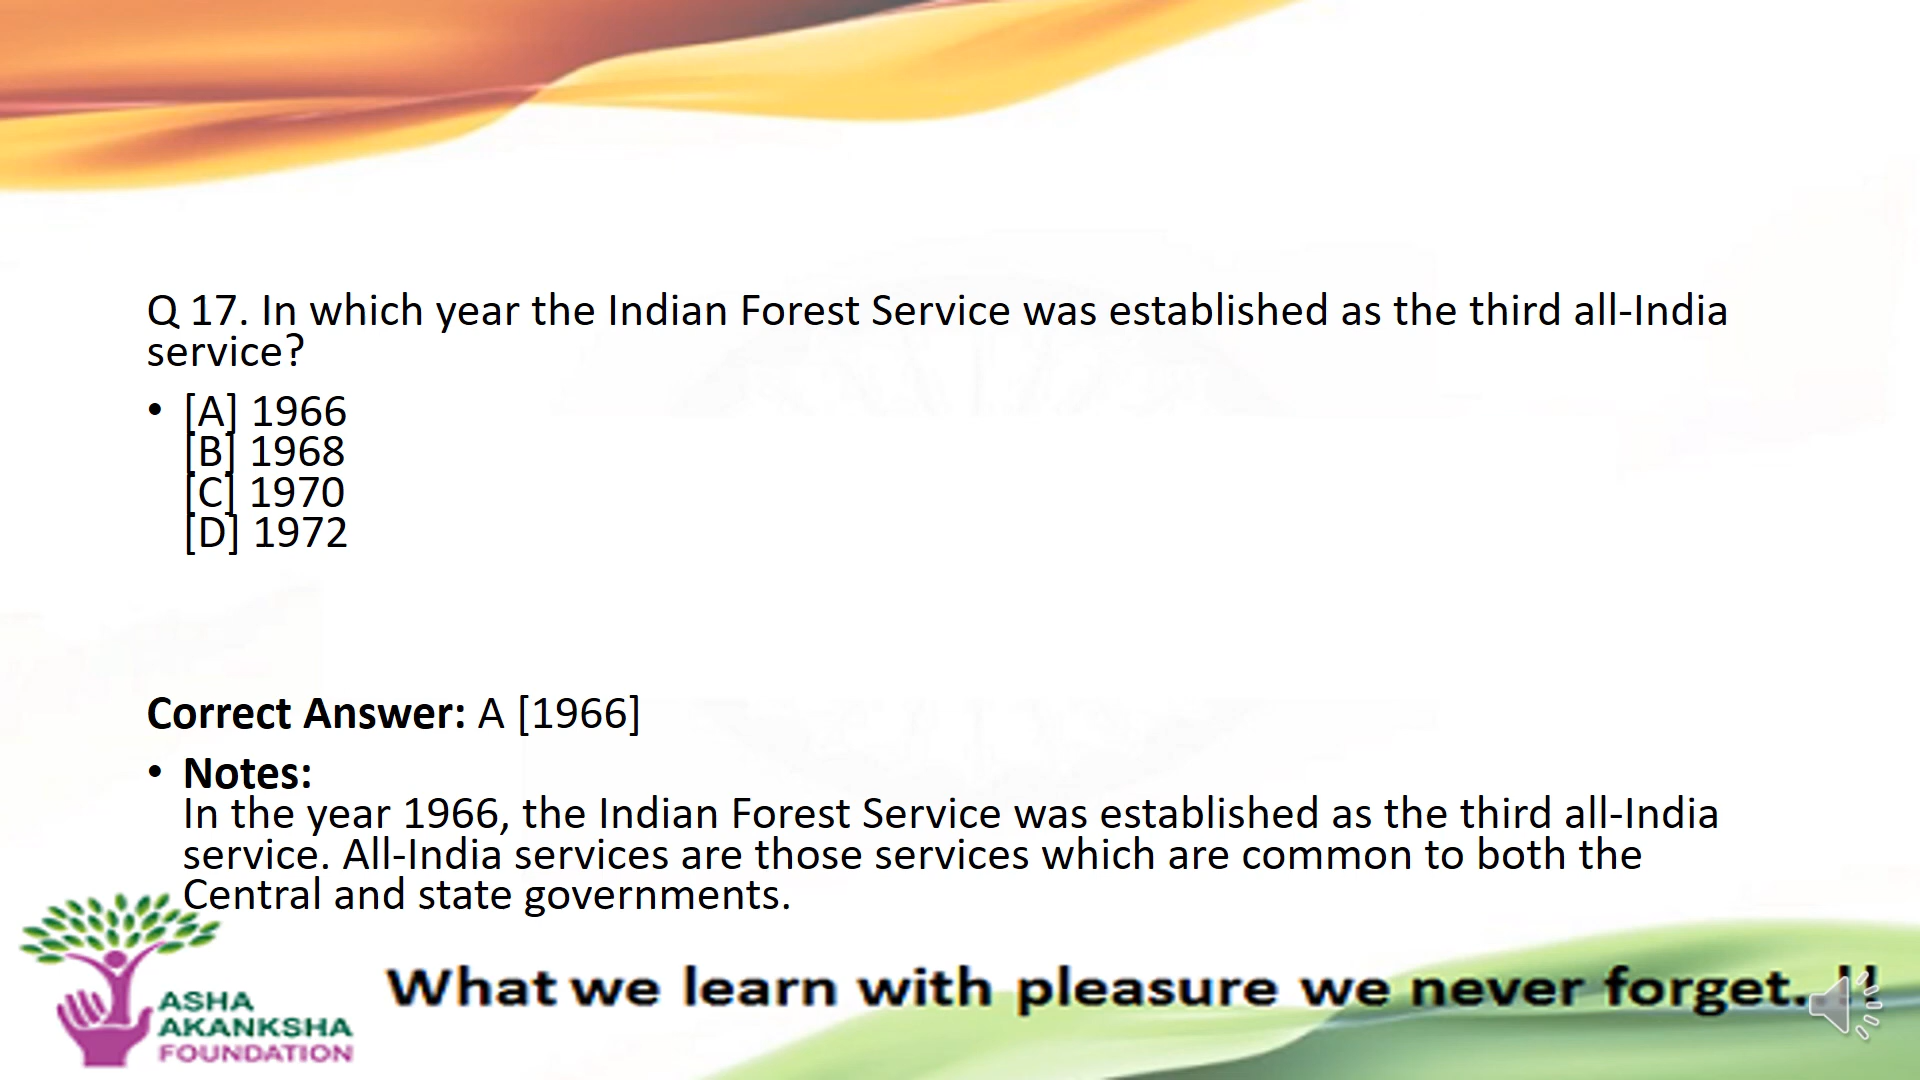 Q 17. In which year the Indian Forest Service was established as the third all-India
service?
• [A] 1966
[B] 1968
[C] 1970
[D] 1972
Correct Answer: A [1966]
• Notes:
In the year 1966, the Indian Forest Service was established as the third all-India
service. All-India services are those services which are common to both the
Central and state governments.
What we learn with pleasure we never forget...!!
ASHA
AKANKSHA
FOUNDATION